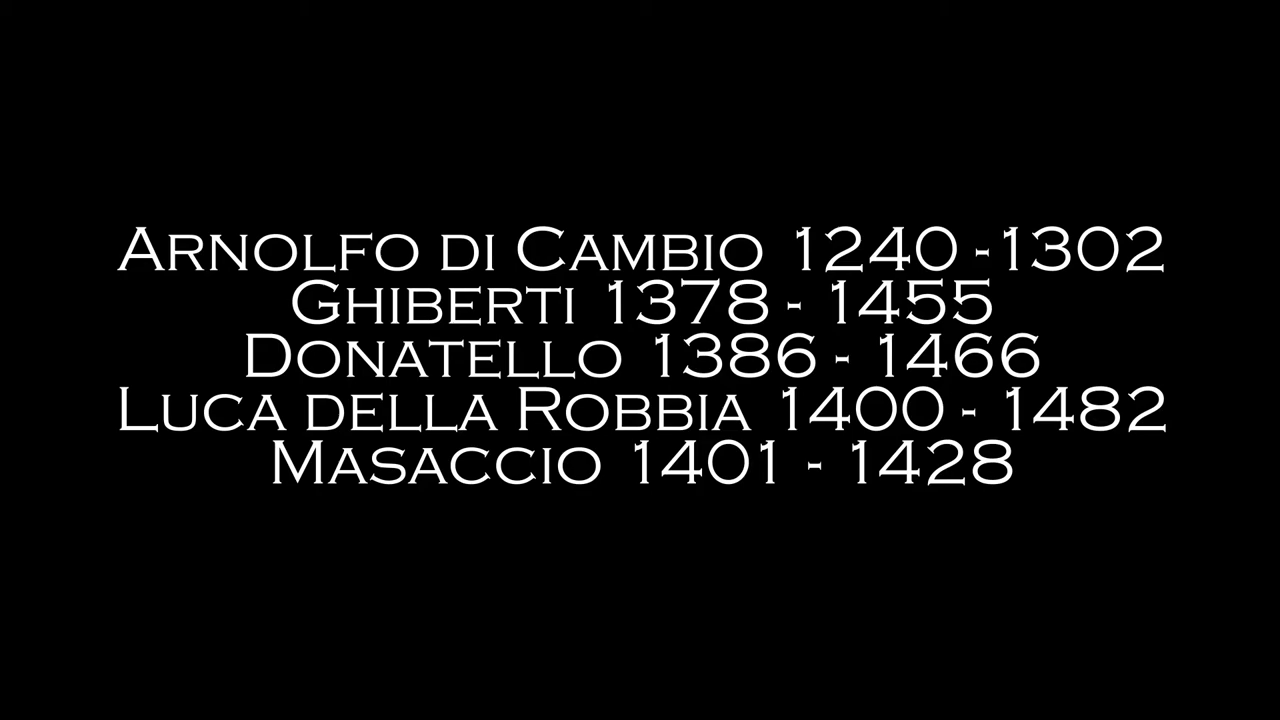 Arnolfo di Cambio 1240 -1302
Ghiberti 1378 - 1455
Donatello 1386 - 1466
Luca della Robbia 1400 - 1482
Masaccio 1401 - 1428